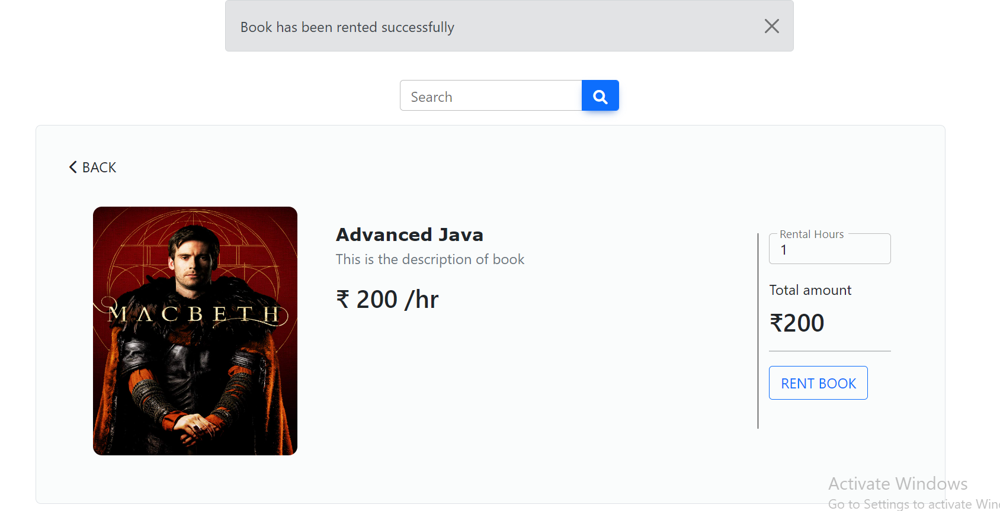 Book has been rented successfully
Search
BACK
MACBETH
Advanced Java
This is the description of book
₹ 200 /hr
Rental Hours
1
Total amount
₹200
RENT BOOK
Activate Windows
Go to Settings to activate Win